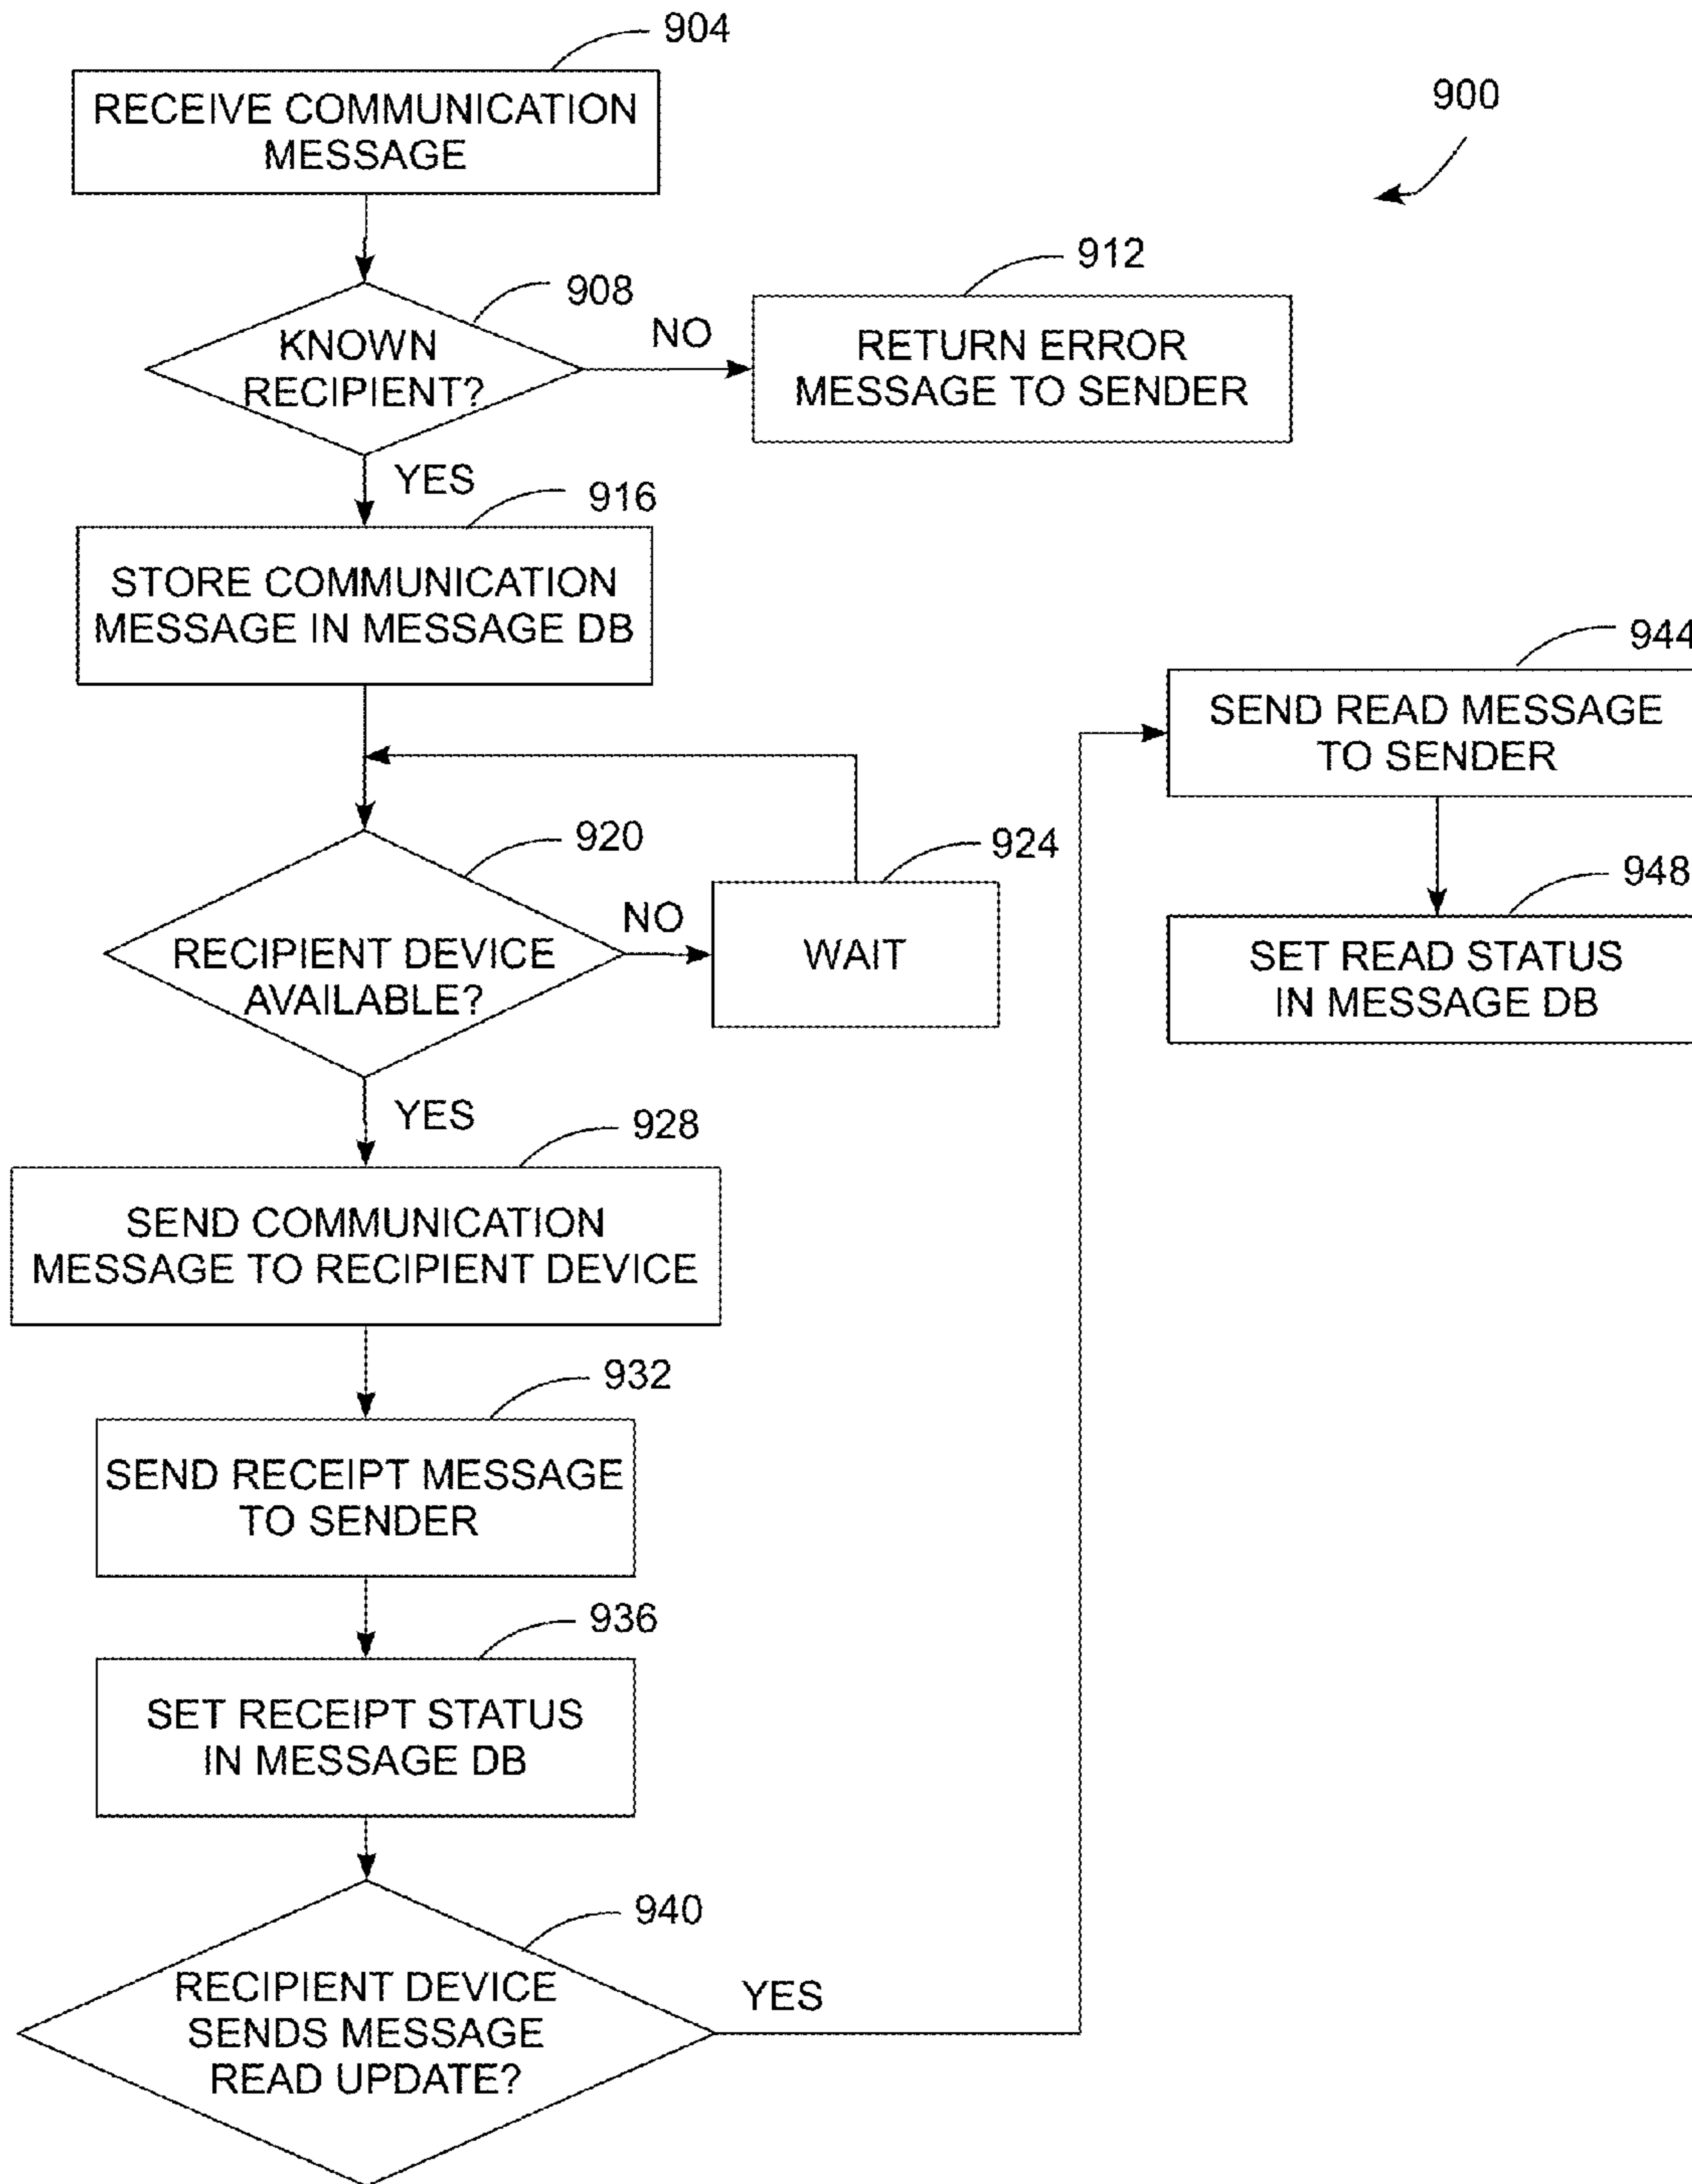 904
RECEIVE COMMUNICATION
MESSAGE
900
908
KNOWN
RECIPIENT?
NO
912
RETURN ERROR
MESSAGE TO SENDER
YES
916
STORE COMMUNICATION
MESSAGE IN MESSAGE DB
920
RECIPIENT DEVICE
AVAILABLE?
NO
924
WAIT
YES
928
SEND COMMUNICATION
MESSAGE TO RECIPIENT DEVICE
932
SEND RECEIPT MESSAGE
TO SENDER
936
SET RECEIPT STATUS
IN MESSAGE DB
940
RECIPIENT DEVICE
SENDS MESSAGE
READ UPDATE?
YES
944
SEND READ MESSAGE
TO SENDER
948
SET READ STATUS
IN MESSAGE DB